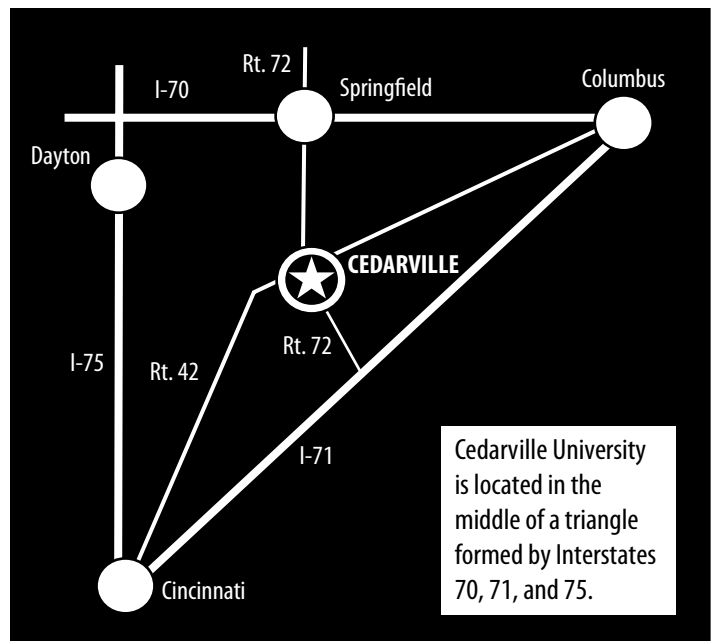 Rt. 72
Columbus
Springfield
I-70
Dayton
CEDARVILLE
Rt. 72
I-75
Rt. 42
I-71
Cedarville University
is located in the
middle of a triangle
formed by Interstates
70, 71, and 75.
Cincinnati